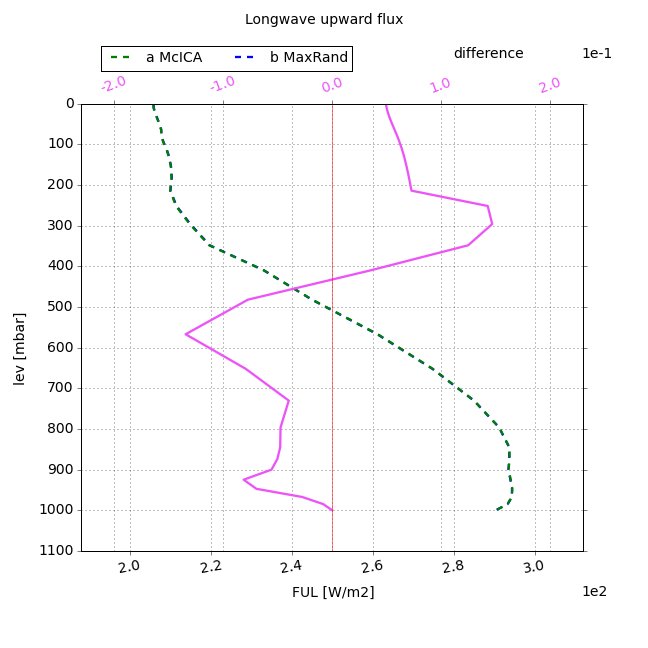 Longwave upward flux
a McICA b MaxRand difference 1e-1
-2.0 -1.0 0.0 1.0 2.0
0
100
200
300
400
500
600
700
800
900
1000
1100
lev [mbar]
2.0 2.2 2.4 2.6 2.8 3.0
FUL [W/m2] 1e2